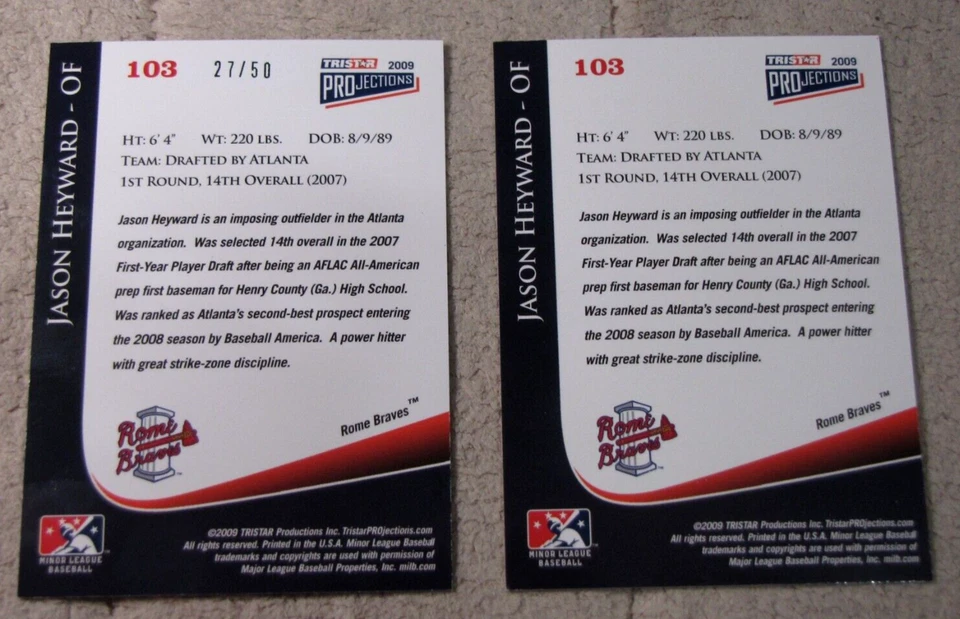 103 27/50
TRISTAR 2009
PROJECTIONS
JASON HEYWARD - OF
HT: 6' 4" WT: 220 LBS. DOB: 8/9/89
TEAM: DRAFTED BY ATLANTA
1ST ROUND, 14TH OVERALL (2007)
Jason Heyward is an imposing outfielder in the Atlanta
organization. Was selected 14th overall in the 2007
First-Year Player Draft after being an AFLAC All-American
prep first baseman for Henry County (Ga.) High School.
Was ranked as Atlanta's second-best prospect entering
the 2008 season by Baseball America. A power hitter
with great strike-zone discipline.
Rome
Braves
Rome Braves™
©2009 TRISTAR Productions Inc. TristarPROjections.com
All rights reserved. Printed in the U.S.A. Minor League Baseball
trademarks and copyrights are used with permission of
Major League Baseball Properties, Inc. milb.com
MINOR LEAGUE
BASEBALL
103
TRISTAR 2009
PROJECTIONS
JASON HEYWARD - OF
HT: 6' 4" WT: 220 LBS. DOB: 8/9/89
TEAM: DRAFTED BY ATLANTA
1ST ROUND, 14TH OVERALL (2007)
Jason Heyward is an imposing outfielder in the Atlanta
organization. Was selected 14th overall in the 2007
First-Year Player Draft after being an AFLAC All-American
prep first baseman for Henry County (Ga.) High School.
Was ranked as Atlanta's second-best prospect entering
the 2008 season by Baseball America. A power hitter
with great strike-zone discipline.
Rome
Braves
Rome Braves™
©2009 TRISTAR Productions Inc. TristarPROjections.com
All rights reserved. Printed in the U.S.A. Minor League Baseball
trademarks and copyrights are used with permission of
Major League Baseball Properties, Inc. milb.com
MINOR LEAGUE
BASEBALL